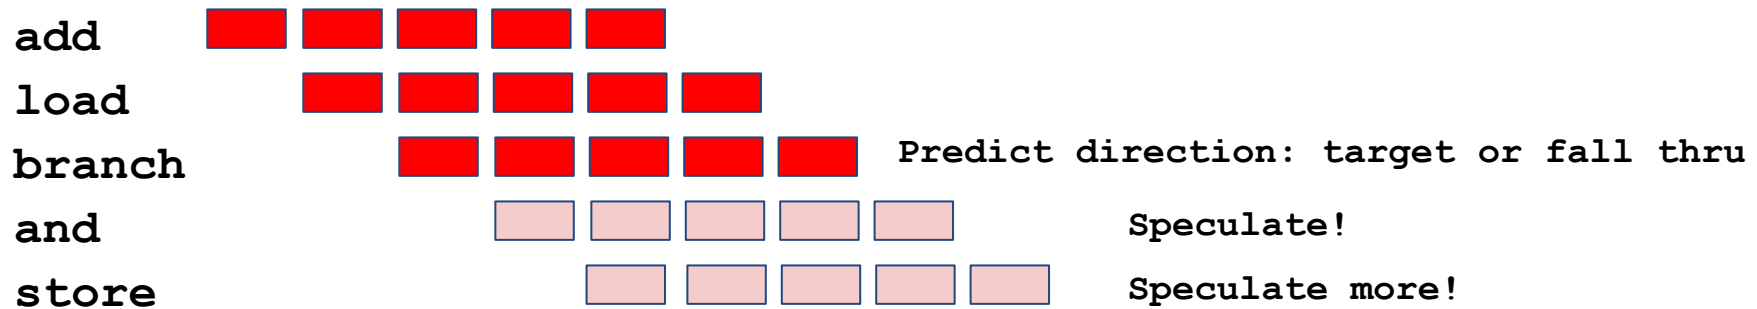 add
load
branch Predict direction: target or fall thru
and Speculate!
store Speculate more!